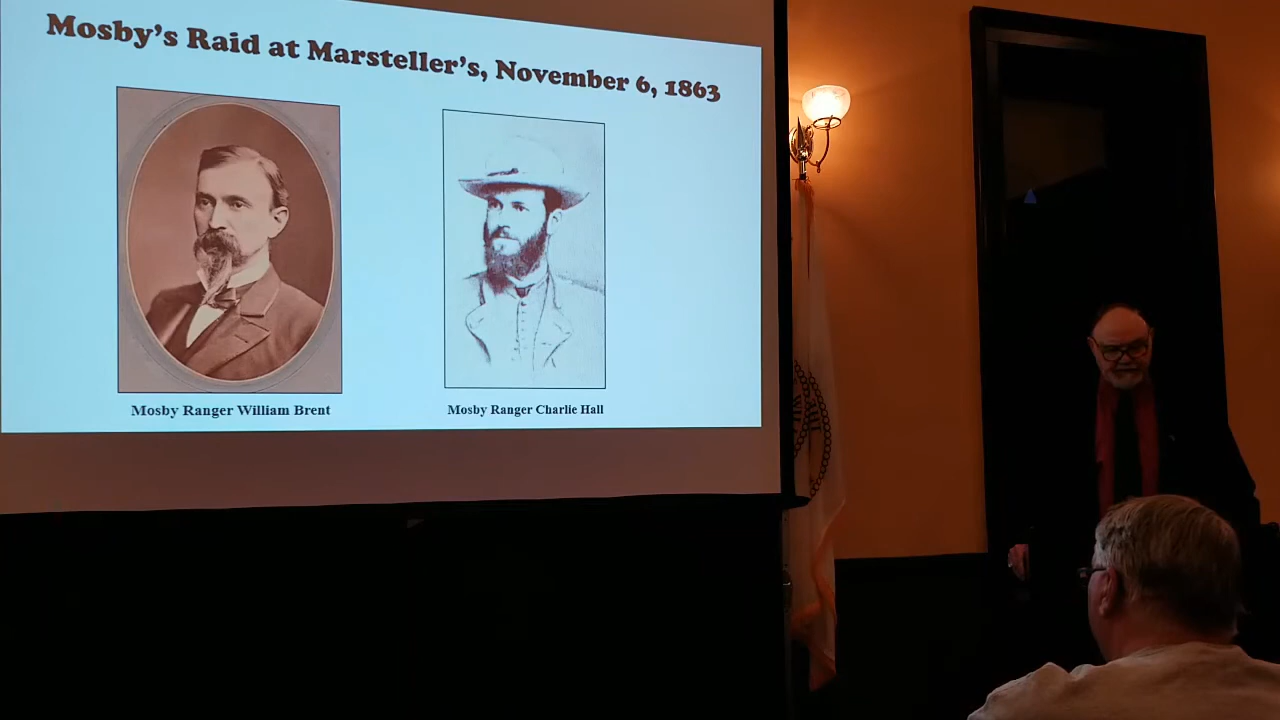 Mosby's Raid at Marsteller's, November 6, 1863
Mosby Ranger William Brent
Mosby Ranger Charlie Hall